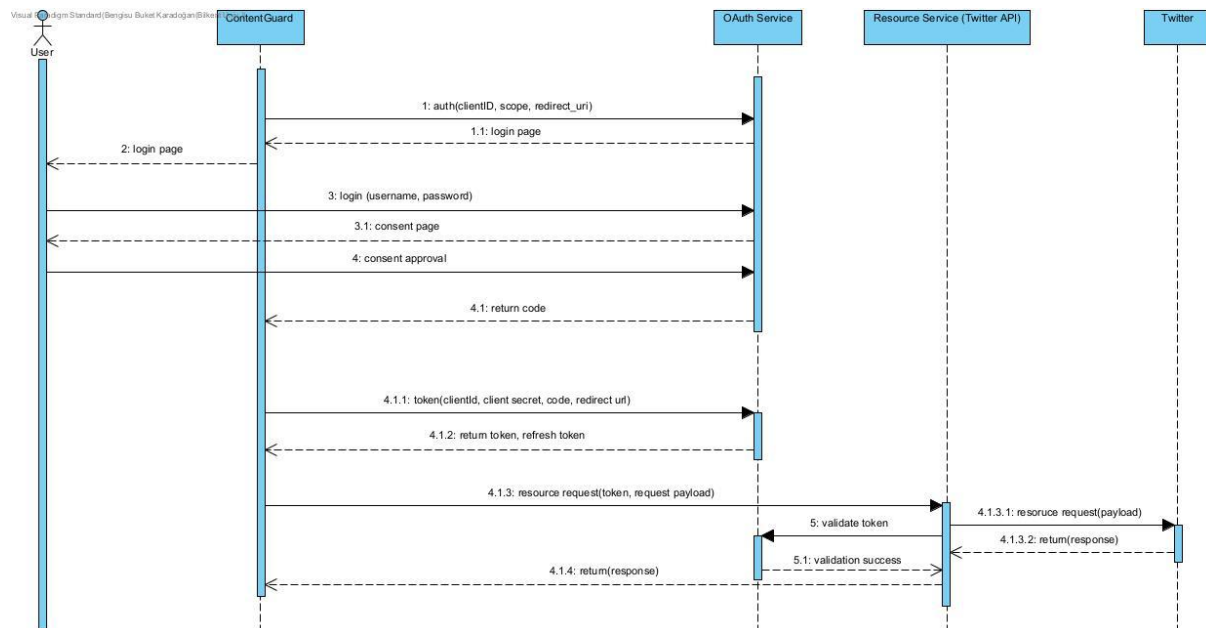 Visual Paradigm Standard(Bengisu Buket Karadoğan(Bilkent
User
ContentGuard
OAuth Service
Resource Service (Twitter API)
Twitter
1: auth(clientID, scope, redirect_uri)
1.1: login page
2: login page
3: login (username, password)
3.1: consent page
4: consent approval
4.1: return code
4.1.1: token(clientId, client secret, code, redirect url)
4.1.2: return token, refresh token
4.1.3: resource request(token, request payload)
4.1.3.1: resoruce request(payload)
5: validate token
4.1.3.2: return(response)
5.1: validation success
4.1.4: return(response)